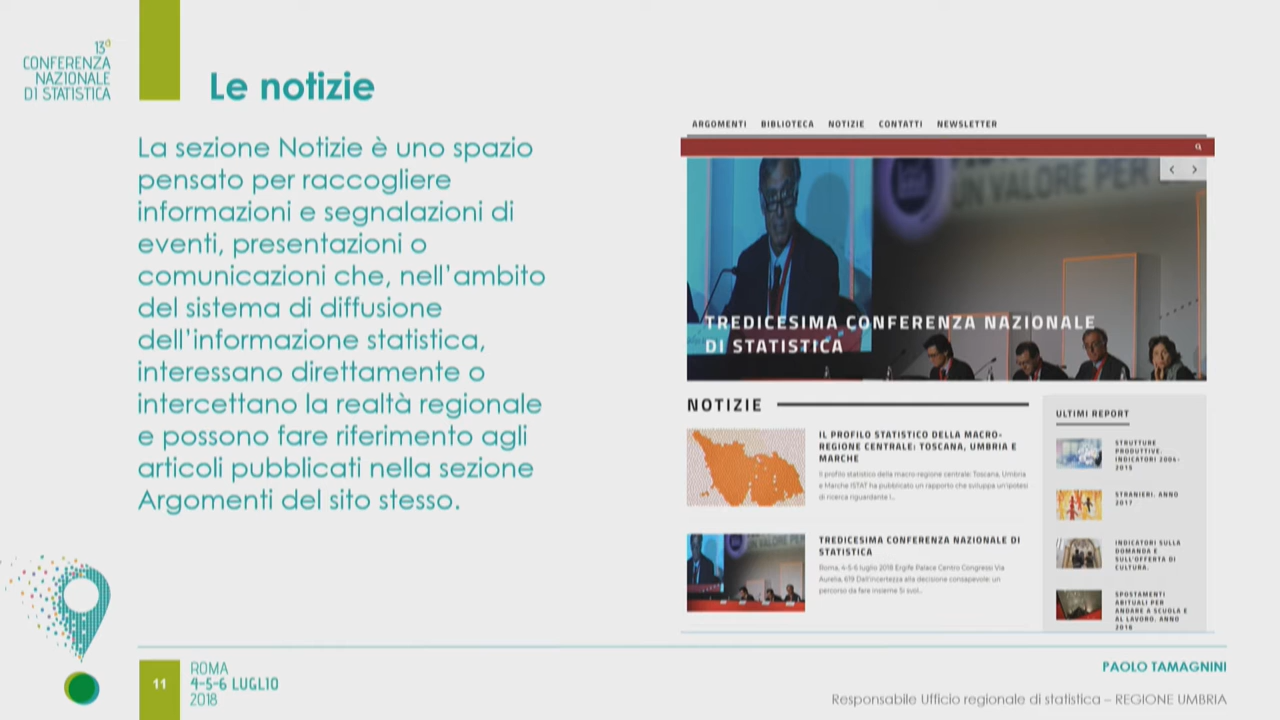 13ª
CONFERENZA
NAZIONALE
DI STATISTICA
Le notizie
La sezione Notizie è uno spazio
pensato per raccogliere
informazioni e segnalazioni di
eventi, presentazioni o
comunicazioni che, nell'ambito
del sistema di diffusione
dell'informazione statistica,
interessano direttamente o
intercettano la realtà regionale
e possono fare riferimento agli
articoli pubblicati nella sezione
Argomenti del sito stesso.
ARGOMENTI BIBLIOTECA NOTIZIE CONTATTI NEWSLETTER
UN VALORE PER
TREDICESIMA CONFERENZA NAZIONALE
DI STATISTICA
NOTIZIE
IL PROFILO STATISTICO DELLA MACRO-
REGIONE CENTRALE: TOSCANA, UMBRIA E
MARCHE
Il profilo statistico della macro-regione centrale: Toscana, Umbria
e Marche ISTAT ha pubblicato un rapporto che sviluppa un'ipotesi
di ricerca riguardante l...
TREDICESIMA CONFERENZA NAZIONALE DI
STATISTICA
Roma, 4-5-6 luglio 2018 Ergife Palace Centro Congressi Via
Aurelia, 619 Dall'incertezza alla decisione consapevole: un
percorso da fare insieme Si svol...
ULTIMI REPORT
STRUTTURE
PRODUTTIVE.
INDICATORI 2004-
2015
STRANIERI. ANNO
2017
INDICATORI SULLA
DOMANDA E
SULL'OFFERTA DI
CULTURA.
SPOSTAMENTI
ABITUALI PER
ANDARE A SCUOLA E
AL LAVORO. ANNO
2016
11
ROMA
4-5-6 LUGLIO
2018
PAOLO TAMAGNINI
Responsabile Ufficio regionale di statistica – REGIONE UMBRIA